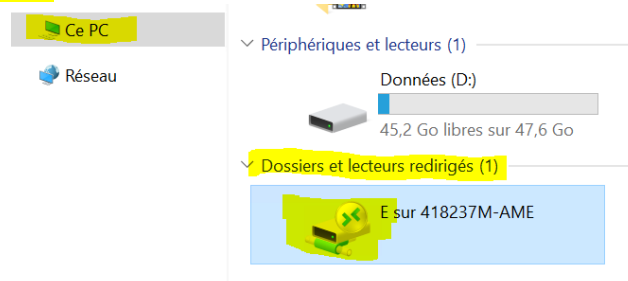 Ce PC
Réseau
Périphériques et lecteurs (1)
Données (D:)
45,2 Go libres sur 47,6 Go
Dossiers et lecteurs redirigés (1)
E sur 418237M-AME